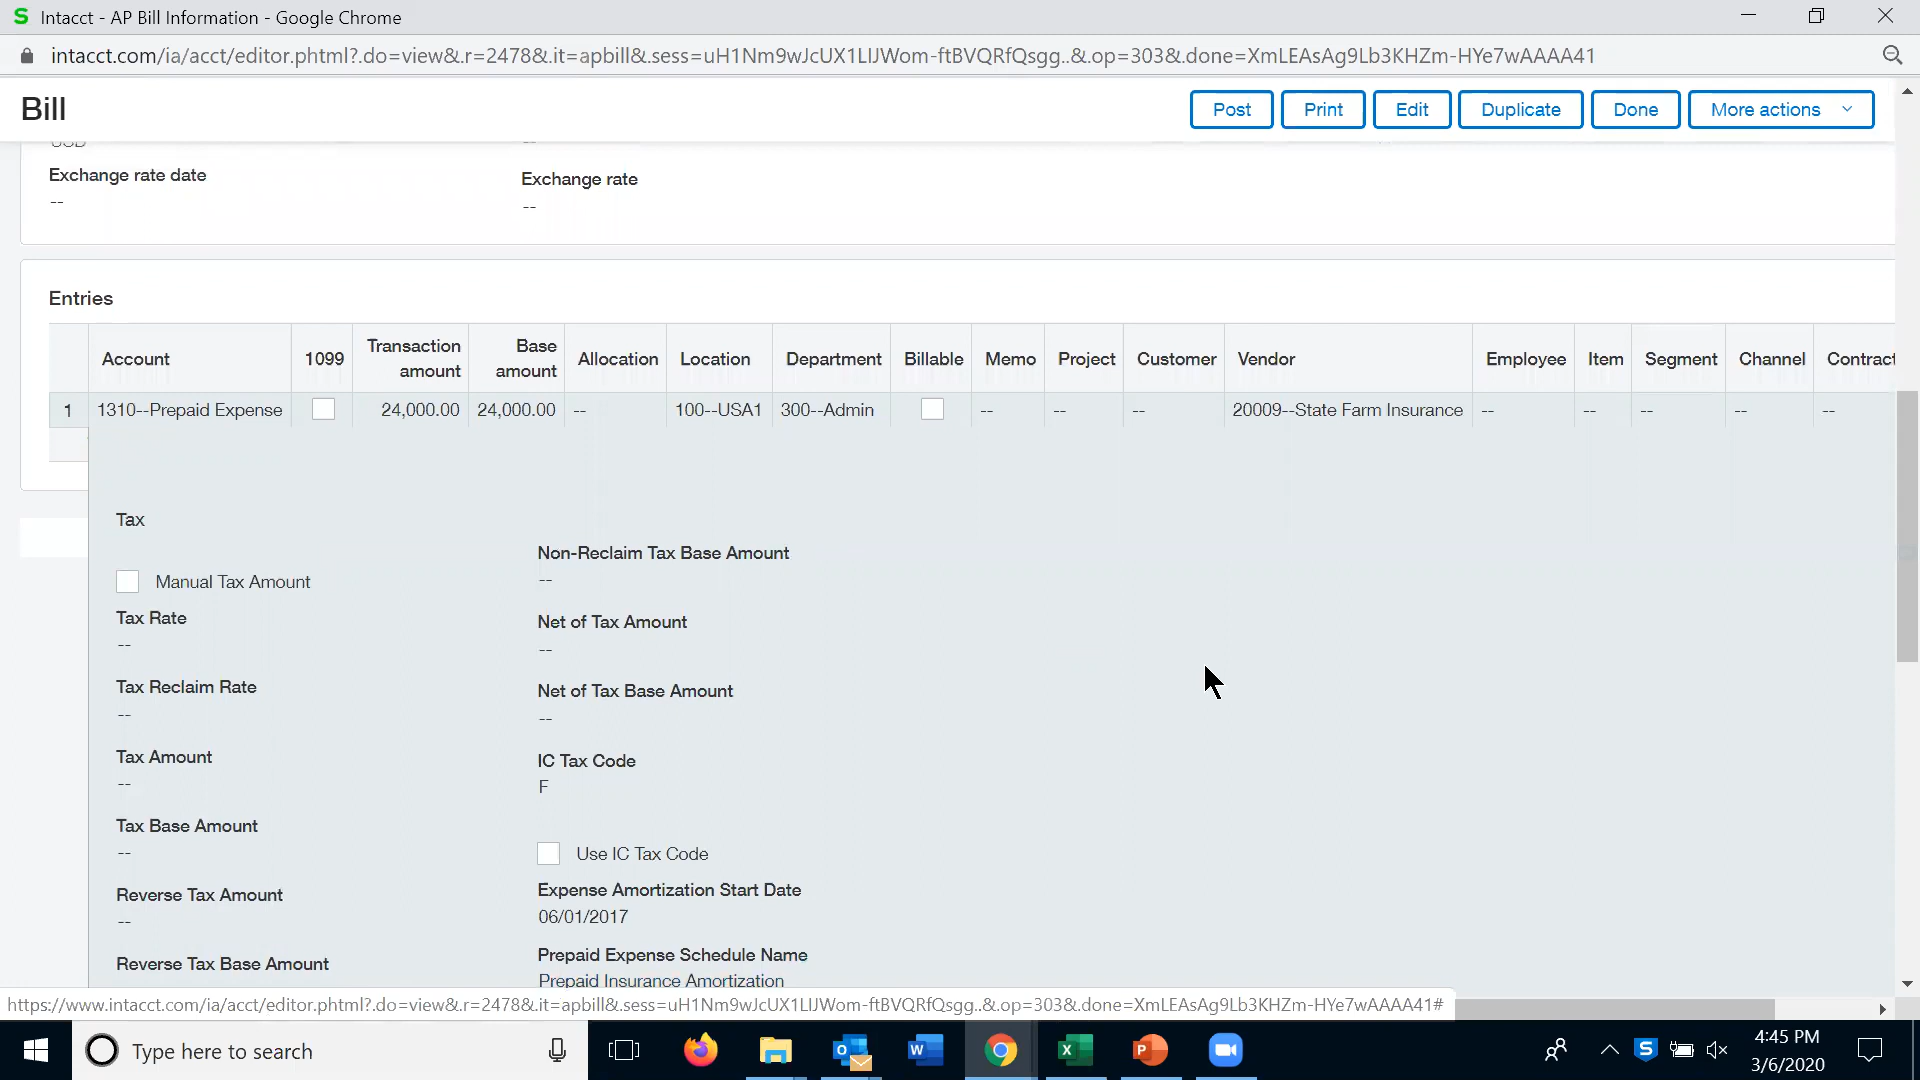 Intacct - AP Bill Information - Google Chrome
intacct.com/ia/acct/editor.phtml?.do=view&.r=2478&.it=apbill&.sess=uH1Nm9wJcUX1LIJWom-ftBVQRfQsgg..&.op=303&.done=XmLEAsAg9Lb3KHZm-HYe7wAAAA41
Bill
Post Print Edit Duplicate Done More actions
USD --
Exchange rate date Exchange rate
-- --
Entries
Account 1099 Transaction amount Base amount Allocation Location Department Billable Memo Project Customer Vendor Employee Item Segment Channel Contract
1 1310--Prepaid Expense 24,000.00 24,000.00 -- 100--USA1 300--Admin -- -- -- 20009--State Farm Insurance -- -- -- -- --
Tax
Non-Reclaim Tax Base Amount
--
Manual Tax Amount
Tax Rate
--
Net of Tax Amount
--
Tax Reclaim Rate
--
Net of Tax Base Amount
--
Tax Amount
--
IC Tax Code
F
Tax Base Amount
--
Use IC Tax Code
Reverse Tax Amount
--
Expense Amortization Start Date
06/01/2017
Reverse Tax Base Amount
Prepaid Expense Schedule Name
Prepaid Insurance Amortization
https://www.intacct.com/ia/acct/editor.phtml?.do=view&.r=2478&.it=apbill&.sess=uH1Nm9wJcUX1LIJWom-ftBVQRfQsgg..&.op=303&.done=XmLEAsAg9Lb3KHZm-HYe7wAAAA41#
Type here to search
4:45 PM
3/6/2020